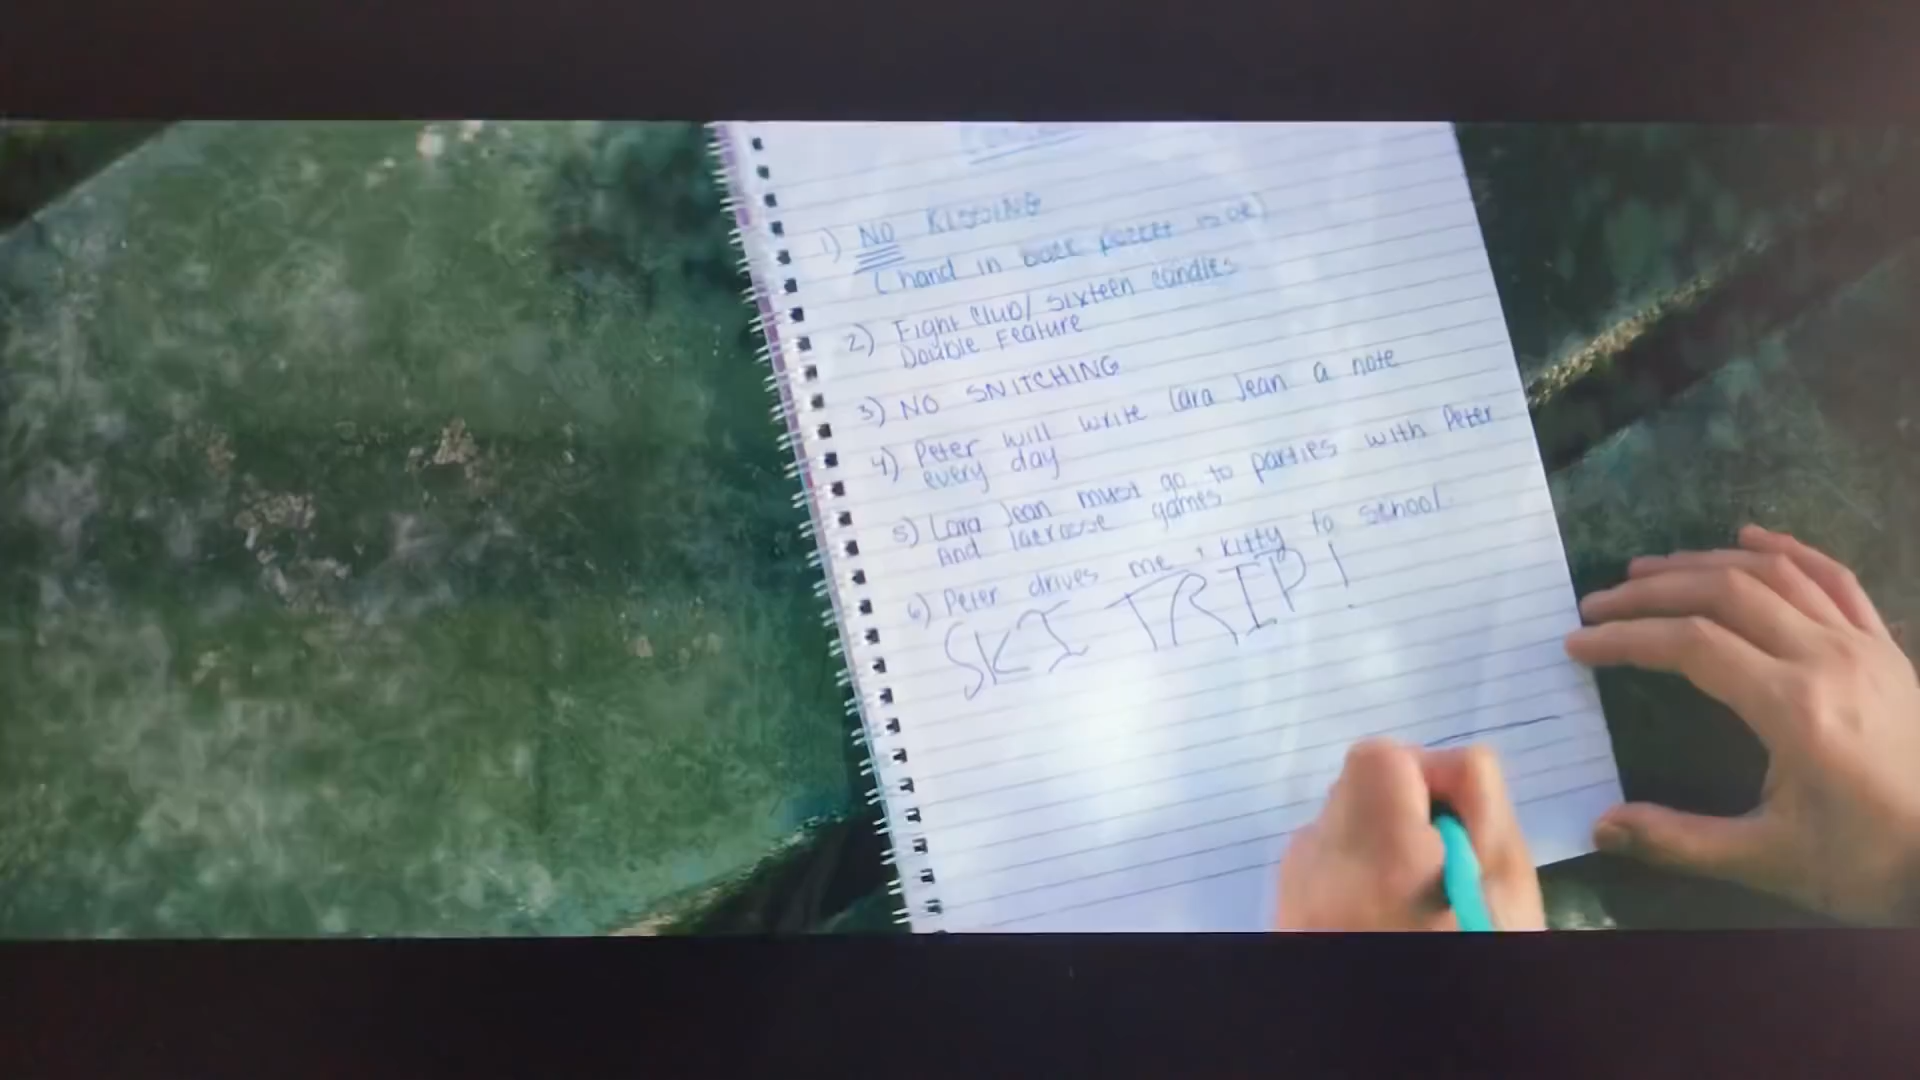 1) NO KISSING
(hand in back pocket is ok)
2) Fight Club/ Sixteen Candles
Double Feature
3) NO SNITCHING
4) Peter will write Lara Jean a note
every day
5) Lara Jean must go to parties with Peter
And lacrosse games
6) Peter drives me + kitty to school.
SKI TRIP!